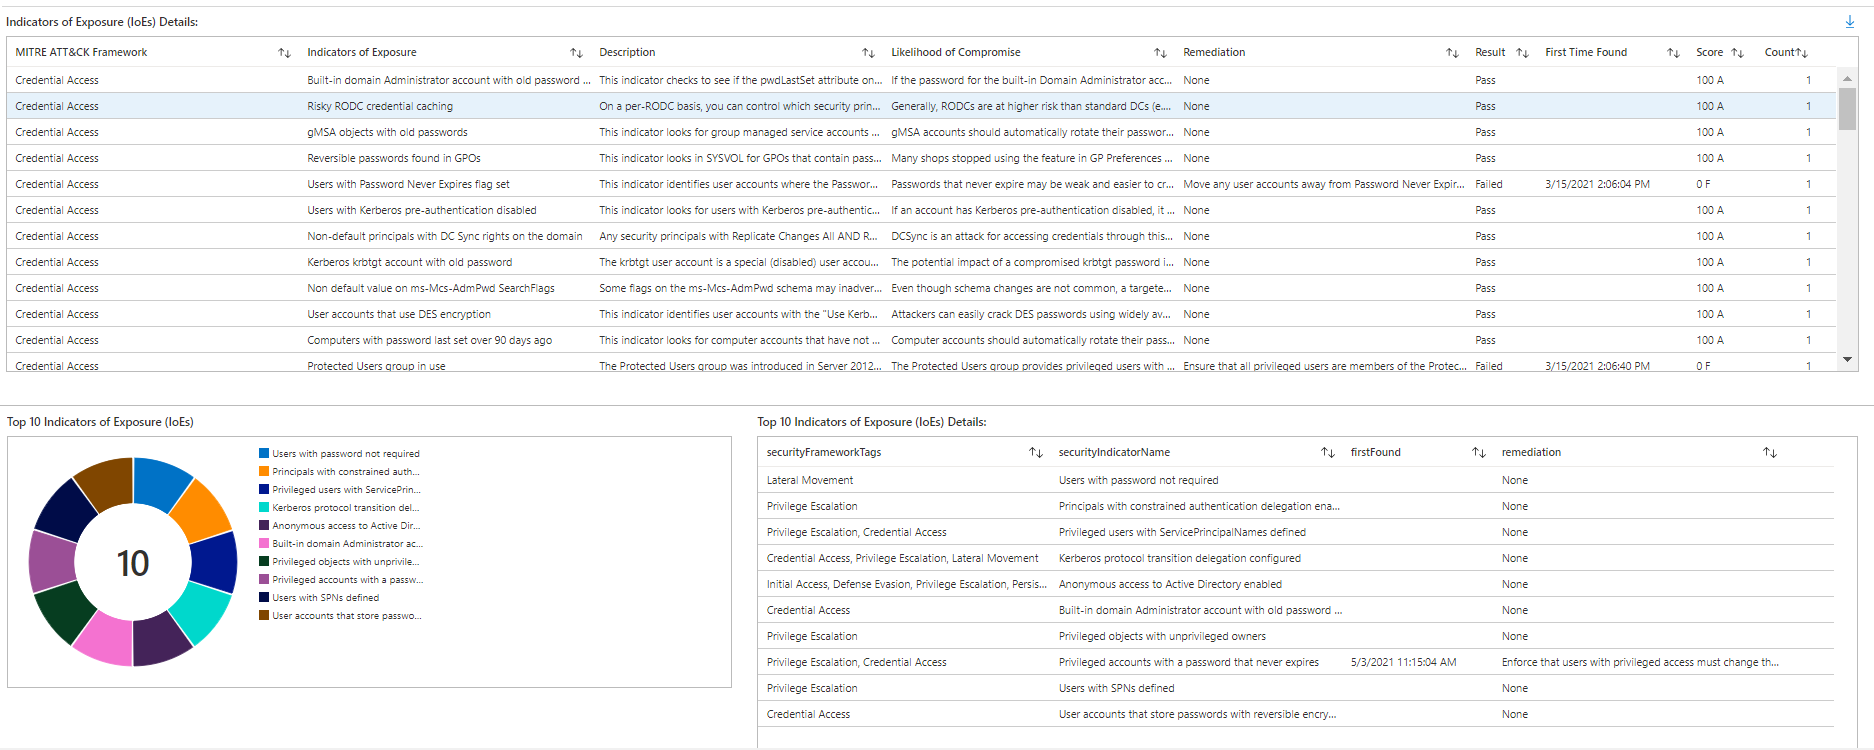 Indicators of Exposure (IoEs) Details:
MITRE ATT&CK Framework Indicators of Exposure Description Likelihood of Compromise Remediation Result First Time Found Score Count
Credential Access Built-in domain Administrator account with old password ... This indicator checks to see if the pwdLastSet attribute on... If the password for the built-in Domain Administrator acc... None Pass 100 A 1
Credential Access Risky RODC credential caching On a per-RODC basis, you can control which security prin... Generally, RODCs are at higher risk than standard DCs (e.... None Pass 100 A 1
Credential Access gMSA objects with old passwords This indicator looks for group managed service accounts ... gMSA accounts should automatically rotate their passwor... None Pass 100 A 1
Credential Access Reversible passwords found in GPOs This indicator looks in SYSVOL for GPOs that contain pass... Many shops stopped using the feature in GP Preferences ... None Pass 100 A 1
Credential Access Users with Password Never Expires flag set This indicator identifies user accounts where the Passwor... Passwords that never expire may be weak and easier to cr... Move any user accounts away from Password Never Expir... Failed 3/15/2021 2:06:04 PM 0 F 1
Credential Access Users with Kerberos pre-authentication disabled This indicator looks for users with Kerberos pre-authentic... If an account has Kerberos pre-authentication disabled, it ... None Pass 100 A 1
Credential Access Non-default principals with DC Sync rights on the domain Any security principals with Replicate Changes All AND R... DCSync is an attack for accessing credentials through this... None Pass 100 A 1
Credential Access Kerberos krbtgt account with old password The krbtgt user account is a special (disabled) user accou... The potential impact of a compromised krbtgt password i... None Pass 100 A 1
Credential Access Non default value on ms-Mcs-AdmPwd SearchFlags Some flags on the ms-Mcs-AdmPwd schema may inadver... Even though schema changes are not common, a targete... None Pass 100 A 1
Credential Access User accounts that use DES encryption This indicator identifies user accounts with the "Use Kerb... Attackers can easily crack DES passwords using widely av... None Pass 100 A 1
Credential Access Computers with password last set over 90 days ago This indicator looks for computer accounts that have not ... Computer accounts should automatically rotate their pass... None Pass 100 A 1
Credential Access Protected Users group in use The Protected Users group was introduced in Server 2012... The Protected Users group provides privileged users with ... Ensure that all privileged users are members of the Protec... Failed 3/15/2021 2:06:40 PM 0 F 1
Top 10 Indicators of Exposure (IoEs)
10
Users with password not required
Principals with constrained auth...
Privileged users with ServicePrin...
Kerberos protocol transition del...
Anonymous access to Active Dir...
Built-in domain Administrator ac...
Privileged objects with unprivile...
Privileged accounts with a passw...
Users with SPNs defined
User accounts that store passwo...
Top 10 Indicators of Exposure (IoEs) Details:
securityFrameworkTags securityIndicatorName firstFound remediation
Lateral Movement Users with password not required None
Privilege Escalation Principals with constrained authentication delegation ena... None
Privilege Escalation, Credential Access Privileged users with ServicePrincipalNames defined None
Credential Access, Privilege Escalation, Lateral Movement Kerberos protocol transition delegation configured None
Initial Access, Defense Evasion, Privilege Escalation, Persis... Anonymous access to Active Directory enabled None
Credential Access Built-in domain Administrator account with old password ... None
Privilege Escalation Privileged objects with unprivileged owners None
Privilege Escalation, Credential Access Privileged accounts with a password that never expires 5/3/2021 11:15:04 AM Enforce that users with privileged access must change th...
Privilege Escalation Users with SPNs defined None
Credential Access User accounts that store passwords with reversible encry... None